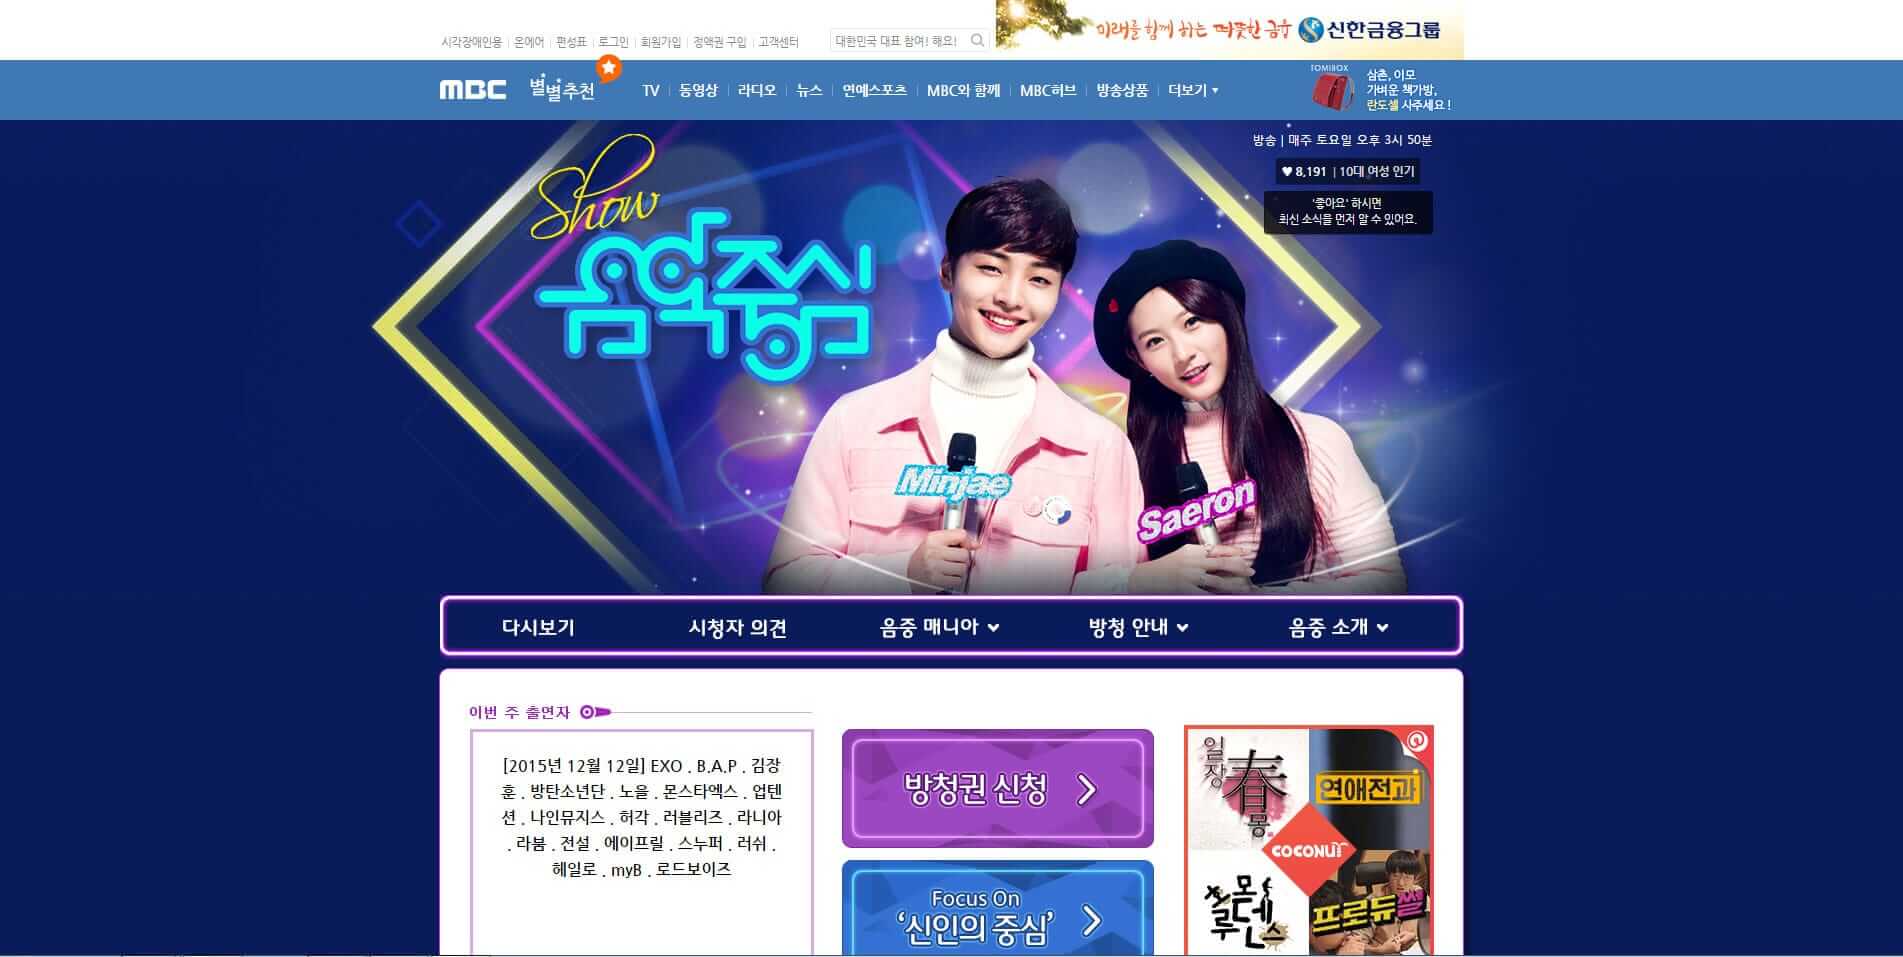 시각장애인용 온에어 편성표 로그인 회원가입 정액권 구입 고객센터
대한민국 대표 참여! 해요!
미래를 함께 하는 따뜻한 금융 신한금융그룹
MBC 별별추천 TV 동영상 라디오 뉴스 연예스포츠 MBC와 함께 MBC허브 방송상품 더보기
TOMIBOX
삼촌, 이모
가벼운 책가방,
란도셀 사주세요!
방송 | 매주 토요일 오후 3시 50분
♥ 8,191 | 10대 여성 인기
'좋아요' 하시면
최신 소식을 먼저 알 수 있어요.
Show
음악중심
Minjae
Saeron
다시보기 시청자 의견 음중 매니아 방청 안내 음중 소개
이번 주 출연자
[2015년 12월 12일] EXO . B.A.P . 김장
훈 . 방탄소년단 . 노을 . 몬스타엑스 . 업텐
션 . 나인뮤지스 . 허각 . 러블리즈 . 라니아
. 라붐 . 전설 . 에이프릴 . 스누퍼 . 러쉬 .
헤일로 . myB . 로드보이즈
방청권 신청
Focus On
'신인의 중심'
일장春몽
연애전과
COCONUT
꽃모루덴스
프로듀썰